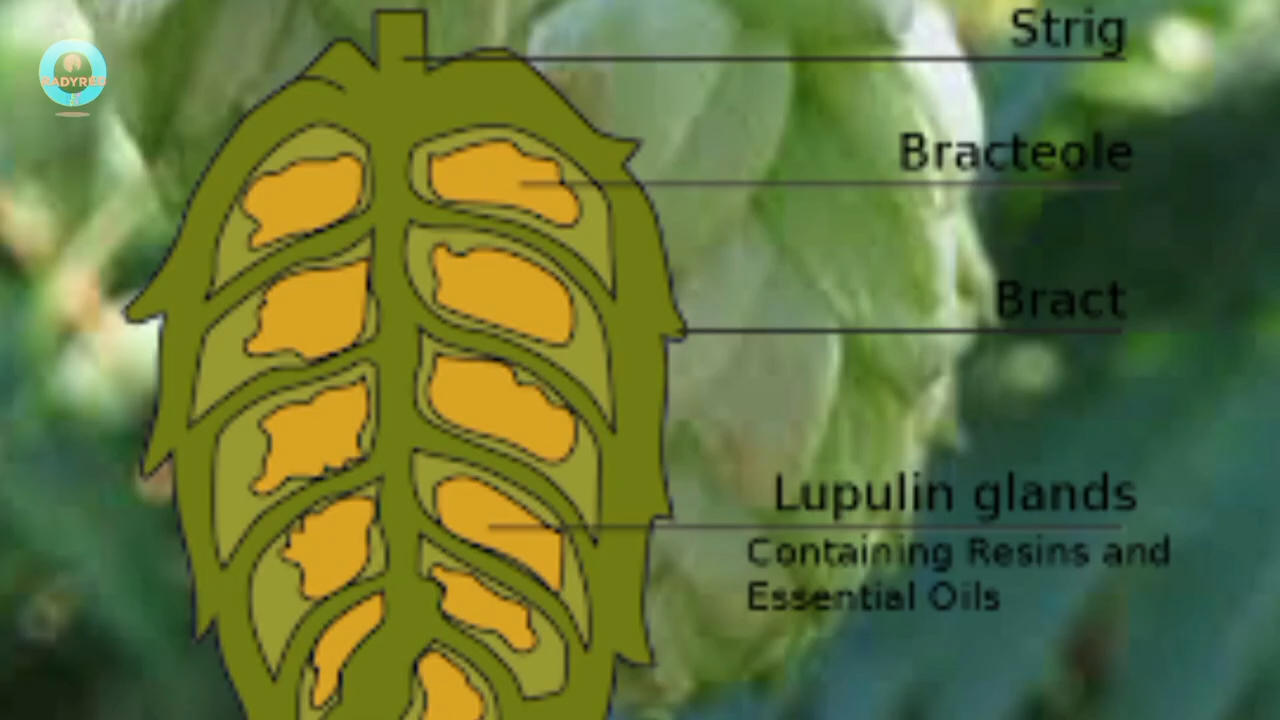 Strig
Bracteole
Bract
Lupulin glands
Containing Resins and
Essential Oils